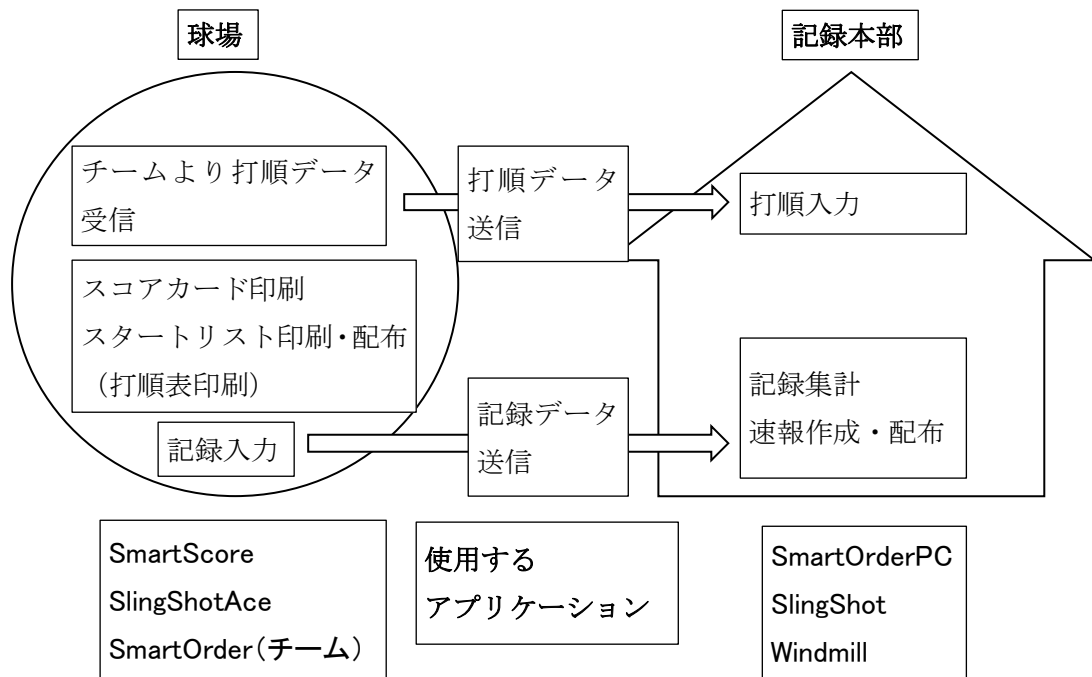 球場
記録本部
チームより打順データ
受信
打順データ
送信
打順入力
スコアカード印刷
スタートリスト印刷・配布
（打順表印刷）
記録入力
記録データ
送信
記録集計
速報作成・配布
SmartScore
SlingShotAce
SmartOrder（チーム）
使用する
アプリケーション
SmartOrderPC
SlingShot
Windmill